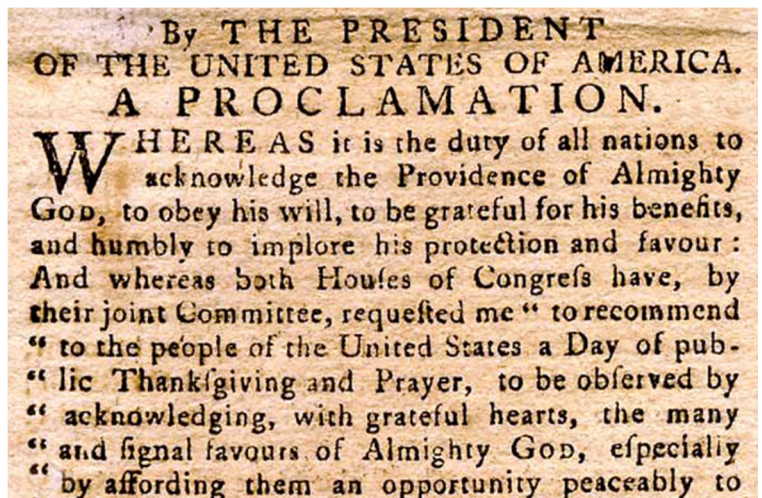 By THE PRESIDENT
OF THE UNITED STATES OF AMERICA.
A PROCLAMATION.
WHEREAS it is the duty of all nations to
acknowledge the Providence of Almighty
GOD, to obey his will, to be grateful for his benefits,
and humbly to implore his protection and favour :
And whereas both Houſes of Congreſs have, by
their joint Committee, requeſted me “ to recommend
“ to the people of the United States a Day of pub-
“ lic Thankſgiving and Prayer, to be obſerved by
“ acknowledging, with grateful hearts, the many
“ and ſignal favours of Almighty GOD, eſpecially
“ by affording them an opportunity peaceably to